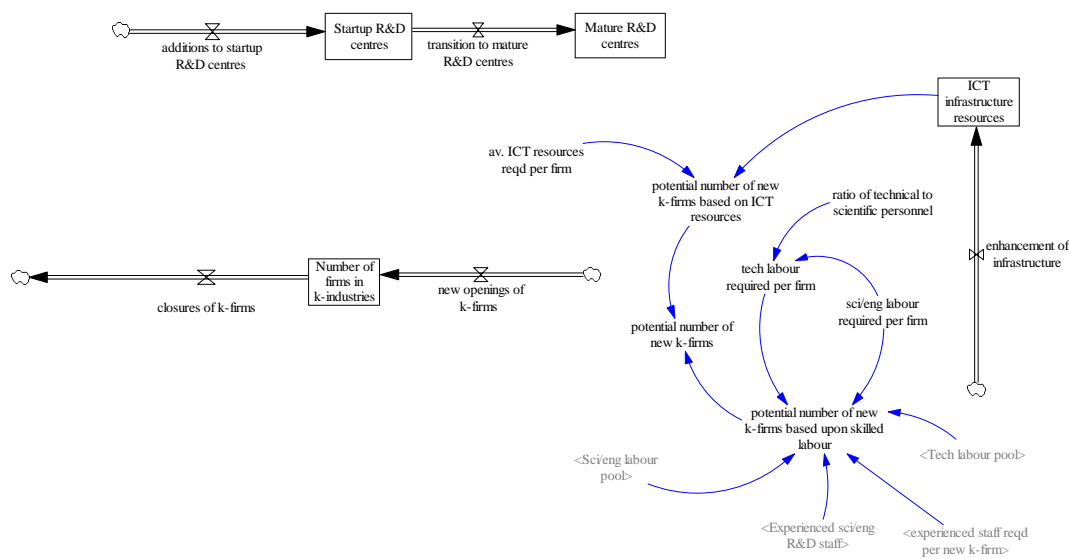 Startup R&D
centres
Mature R&D
centres
additions to startup
R&D centres
transition to mature
R&D centres
ICT
infrastructure
resources
av. ICT resources
reqd per firm
potential number of new
k-firms based on ICT
resources
ratio of technical to
scientific personnel
enhancement of
infrastructure
Number of
firms in
k-industries
closures of k-firms
new openings of
k-firms
tech labour
required per firm
sci/eng labour
required per firm
potential number of
new k-firms
potential number of new
k-firms based upon skilled
labour
<Sci/eng labour
pool>
<Tech labour pool>
<Experienced sci/eng
R&D staff>
<experienced staff reqd
per new k-firm>